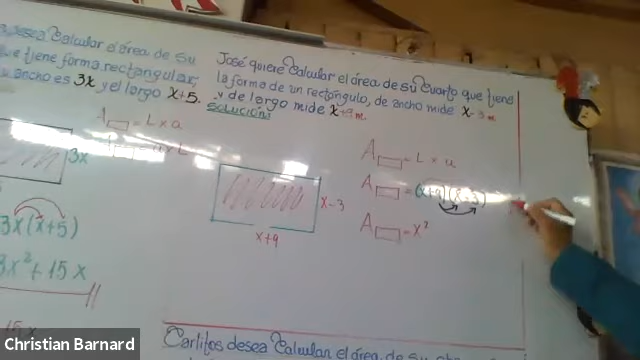 desea Calcular el área de su
que tiene forma rectangular,
ancho es 3x y el largo x+5.
A▭ = L x a
3x
3x(x+5)
3x²+15x
15x
José quiere Calcular el área de su Cuarto que tiene
la forma de un rectángulo, de ancho mide x-3m
y de largo mide x+9m.
Solución:
x-3
x+9
A▭ = L x a
A▭ = (x+9)(x-3)
A▭ = x²
Carlitos desea Calcular el área de su
Christian Barnard